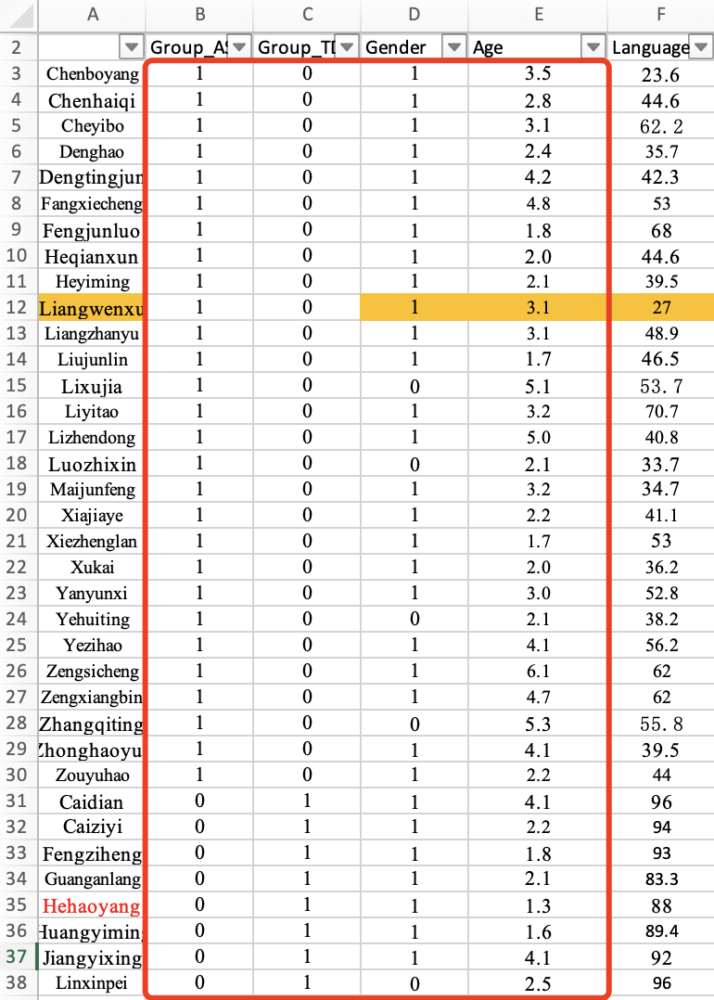 A B C D E F
2 Group_AS Group_TD Gender Age Language
3 Chenboyang 1 0 1 3.5 23.6
4 Chenhaiqi 1 0 1 2.8 44.6
5 Cheyibo 1 0 1 3.1 62.2
6 Denghao 1 0 1 2.4 35.7
7 Dengtingjun 1 0 1 4.2 42.3
8 Fangxiecheng 1 0 1 4.8 53
9 Fengjunluo 1 0 1 1.8 68
10 Heqianxun 1 0 1 2.0 44.6
11 Heyiming 1 0 1 2.1 39.5
12 Liangwenxu 1 0 1 3.1 27
13 Liangzhanyu 1 0 1 3.1 48.9
14 Liujunlin 1 0 1 1.7 46.5
15 Lixujia 1 0 0 5.1 53.7
16 Liyitao 1 0 1 3.2 70.7
17 Lizhendong 1 0 1 5.0 40.8
18 Luozhixin 1 0 0 2.1 33.7
19 Maijunfeng 1 0 1 3.2 34.7
20 Xiajiaye 1 0 1 2.2 41.1
21 Xiezhenglan 1 0 1 1.7 53
22 Xukai 1 0 1 2.0 36.2
23 Yanyunxi 1 0 1 3.0 52.8
24 Yehuiting 1 0 0 2.1 38.2
25 Yezihao 1 0 1 4.1 56.2
26 Zengsicheng 1 0 1 6.1 62
27 Zengxiangbin 1 0 1 4.7 62
28 Zhangqiting 1 0 0 5.3 55.8
29 Zhonghaoyu 1 0 1 4.1 39.5
30 Zouyuhao 1 0 1 2.2 44
31 Caidian 0 1 1 4.1 96
32 Caiziyi 0 1 1 2.2 94
33 Fengziheng 0 1 1 1.8 93
34 Guanganlang 0 1 1 2.1 83.3
35 Hehaoyang 0 1 1 1.3 88
36 Huangyiming 0 1 1 1.6 89.4
37 Jiangyixing 0 1 1 4.1 92
38 Linxinpei 0 1 0 2.5 96